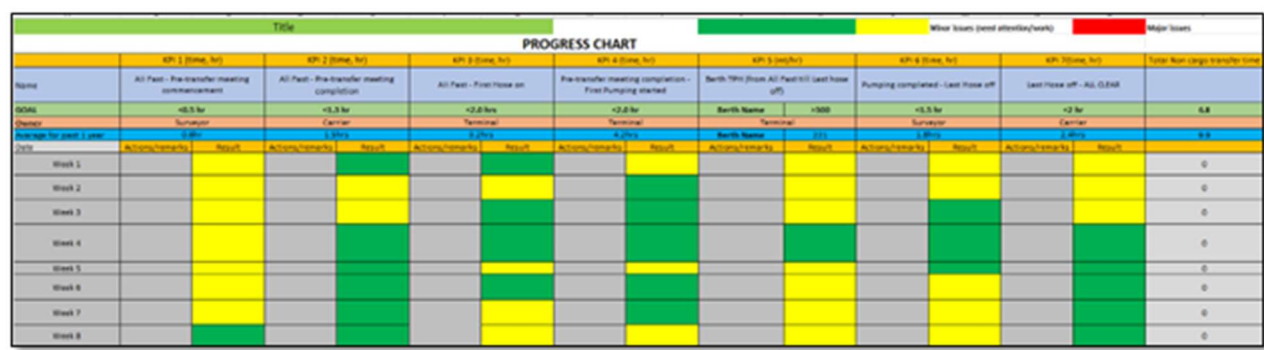 Title
Minor issues (need attention/work)
Major issues
PROGRESS CHART
KPI 1 (time, hr) KPI 2 (time, hr) KPI 3 (time, hr) KPI 4 (time, hr) KPI 5 (mt/hr) KPI 6 (time, hr) KPI 7(time, hr) Total Non cargo transfer time
Name All Fast - Pre-transfer meeting commencement All Fast - Pre-transfer meeting completion All Fast - First Hose on Pre-transfer meeting completion - First Pumping started Berth TPH (from All Fast till Last hose off) Pumping completed - Last Hose off Last Hose off - ALL CLEAR
GOAL <0.5 hr <1.5 hr <2.0 hrs <2.0 hr Berth Name >500 <1.5 hr <2 hr 6.8
Owner Surveyor Carrier Terminal Terminal Terminal Surveyor Carrier
Average for past 1 year Berth Name
Date Actions/remarks Result Actions/remarks Result Actions/remarks Result Actions/remarks Result Actions/remarks Result Actions/remarks Result Actions/remarks Result
Week 1 0
Week 2 0
Week 3 0
Week 4 0
Week 5 0
Week 6 0
Week 7 0
Week 8 0